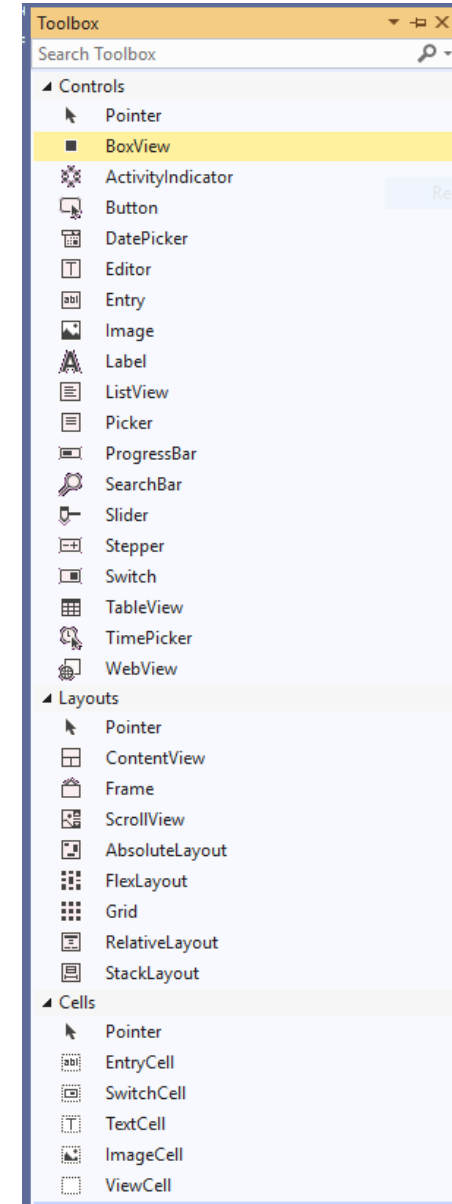 Toolbox
Search Toolbox
Controls
Pointer
BoxView
ActivityIndicator
Re
Button
DatePicker
Editor
Entry
Image
Label
ListView
Picker
ProgressBar
SearchBar
Slider
Stepper
Switch
TableView
TimePicker
WebView
Layouts
Pointer
ContentView
Frame
ScrollView
AbsoluteLayout
FlexLayout
Grid
RelativeLayout
StackLayout
Cells
Pointer
EntryCell
SwitchCell
TextCell
ImageCell
ViewCell